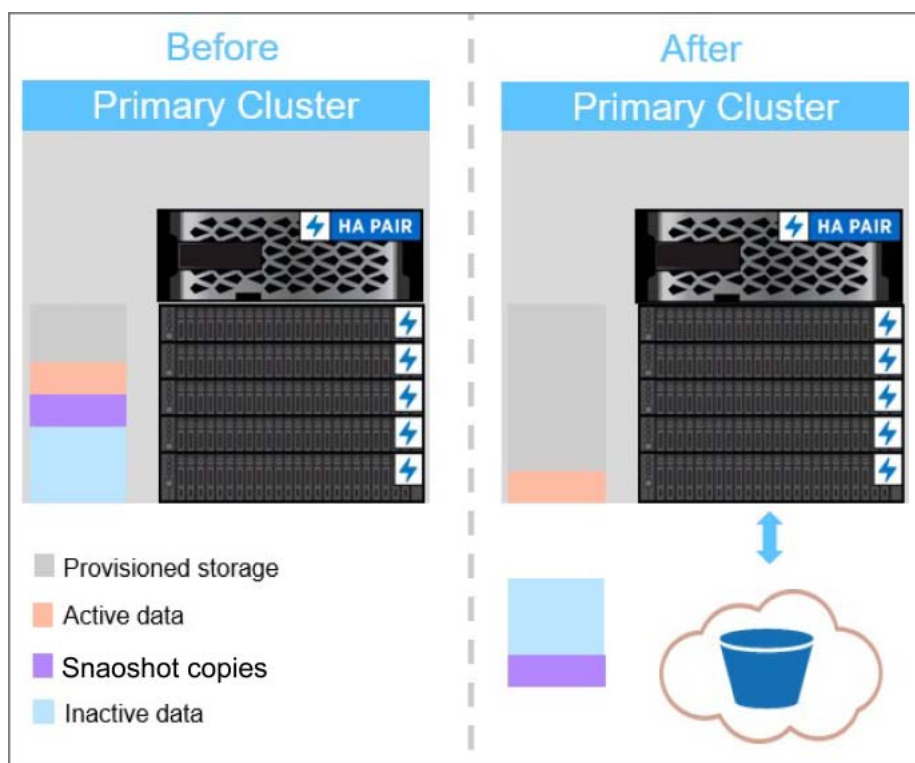 Before
Primary Cluster
HA PAIR
Provisioned storage
Active data
Snaoshot copies
Inactive data
After
Primary Cluster
HA PAIR